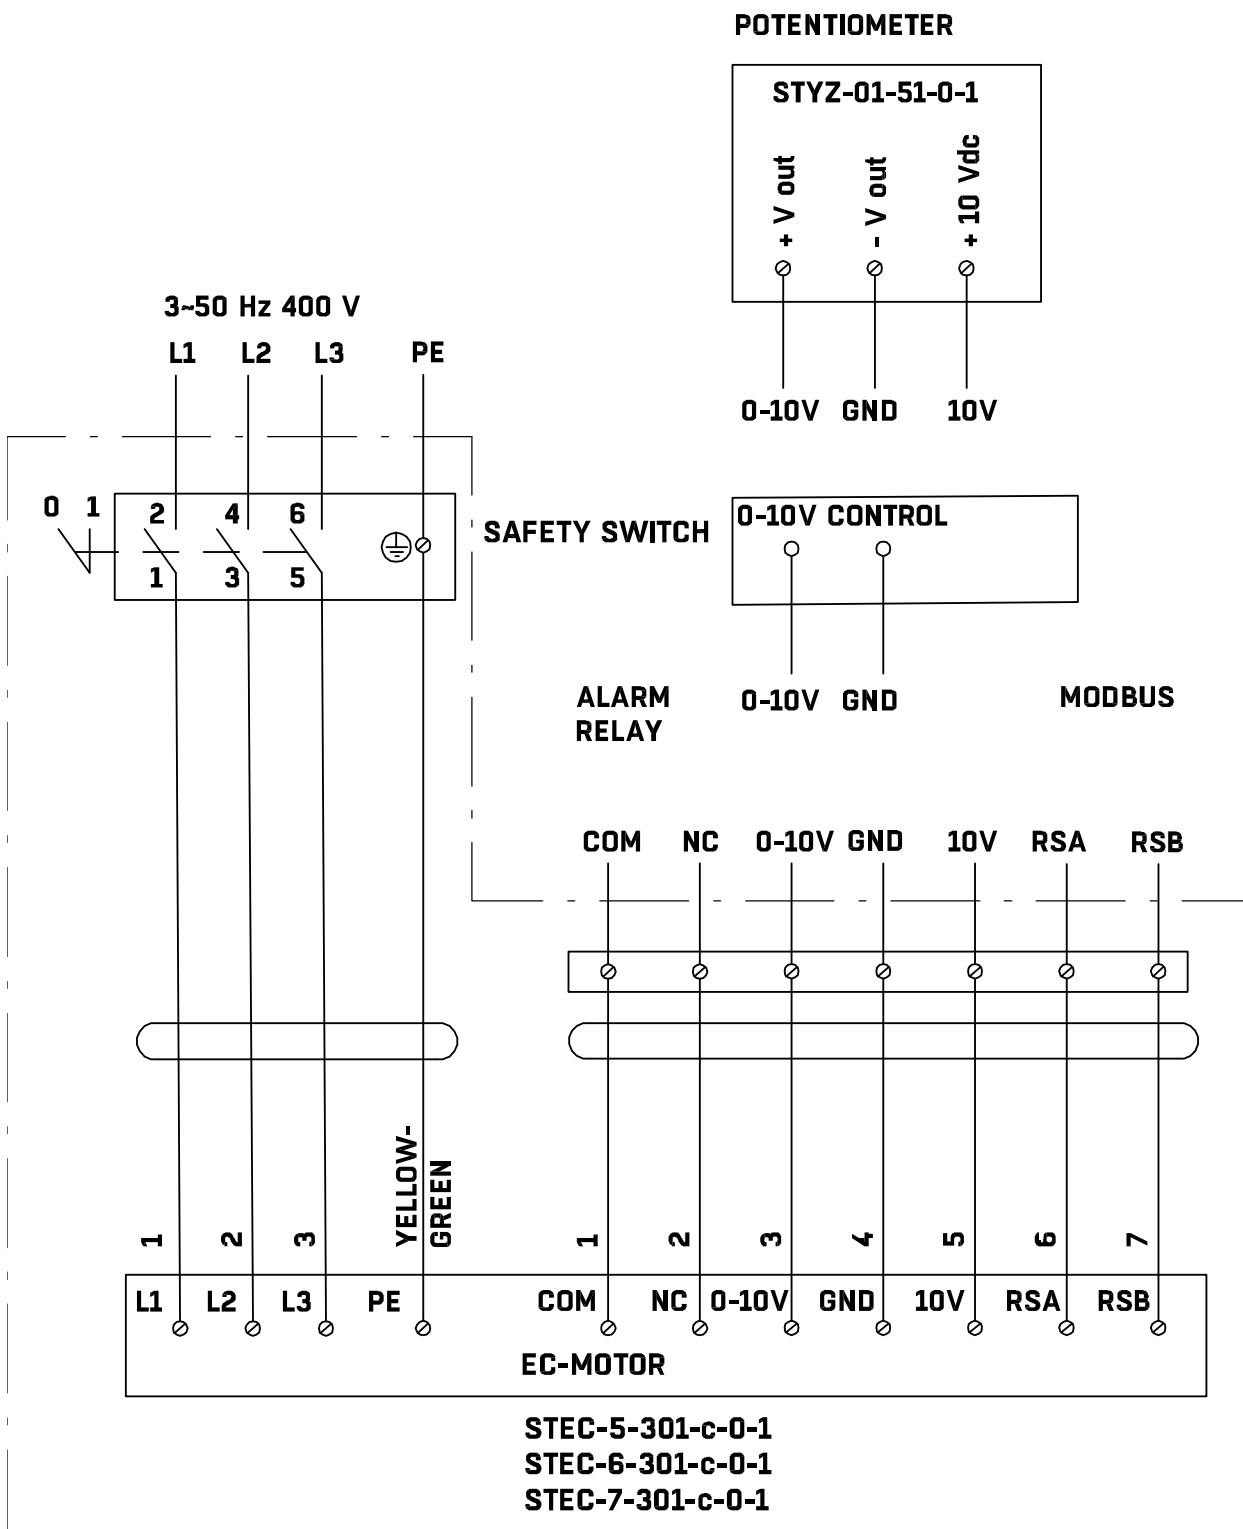 POTENTIOMETER
STYZ-01-51-0-1
+ V out
- V out
+ 10 Vdc
3~50 Hz 400 V
L1 L2 L3 PE
0-10V GND 10V
0 1
2 4 6
1 3 5
SAFETY SWITCH
0-10V CONTROL
ALARM
RELAY
0-10V GND
MODBUS
COM NC 0-10V GND 10V RSA RSB
YELLOW-
GREEN
1 2 3
1 2 3 4 5 6 7
L1 L2 L3 PE COM NC 0-10V GND 10V RSA RSB
EC-MOTOR
STEC-5-301-c-0-1
STEC-6-301-c-0-1
STEC-7-301-c-0-1